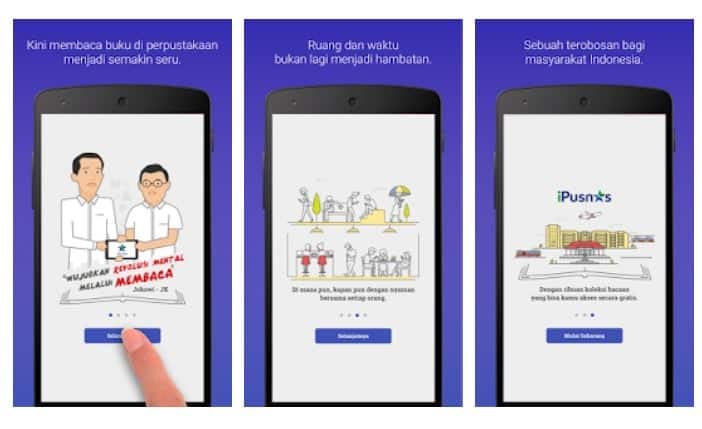 Kini membaca buku di perpustakaan
menjadi semakin seru.
"WUJUDKAN REVOLUSI MENTAL
MELALUI MEMBACA"
Jokowi - JK
Ruang dan waktu
bukan lagi menjadi hambatan.
Di mana pun, kapan pun dengan nyaman
bersama setiap orang.
Selanjutnya
Sebuah terobosan bagi
masyarakat Indonesia.
iPusnas
Dengan ribuan koleksi bacaan
yang bisa kamu akses secara gratis.
Mulai Sekarang